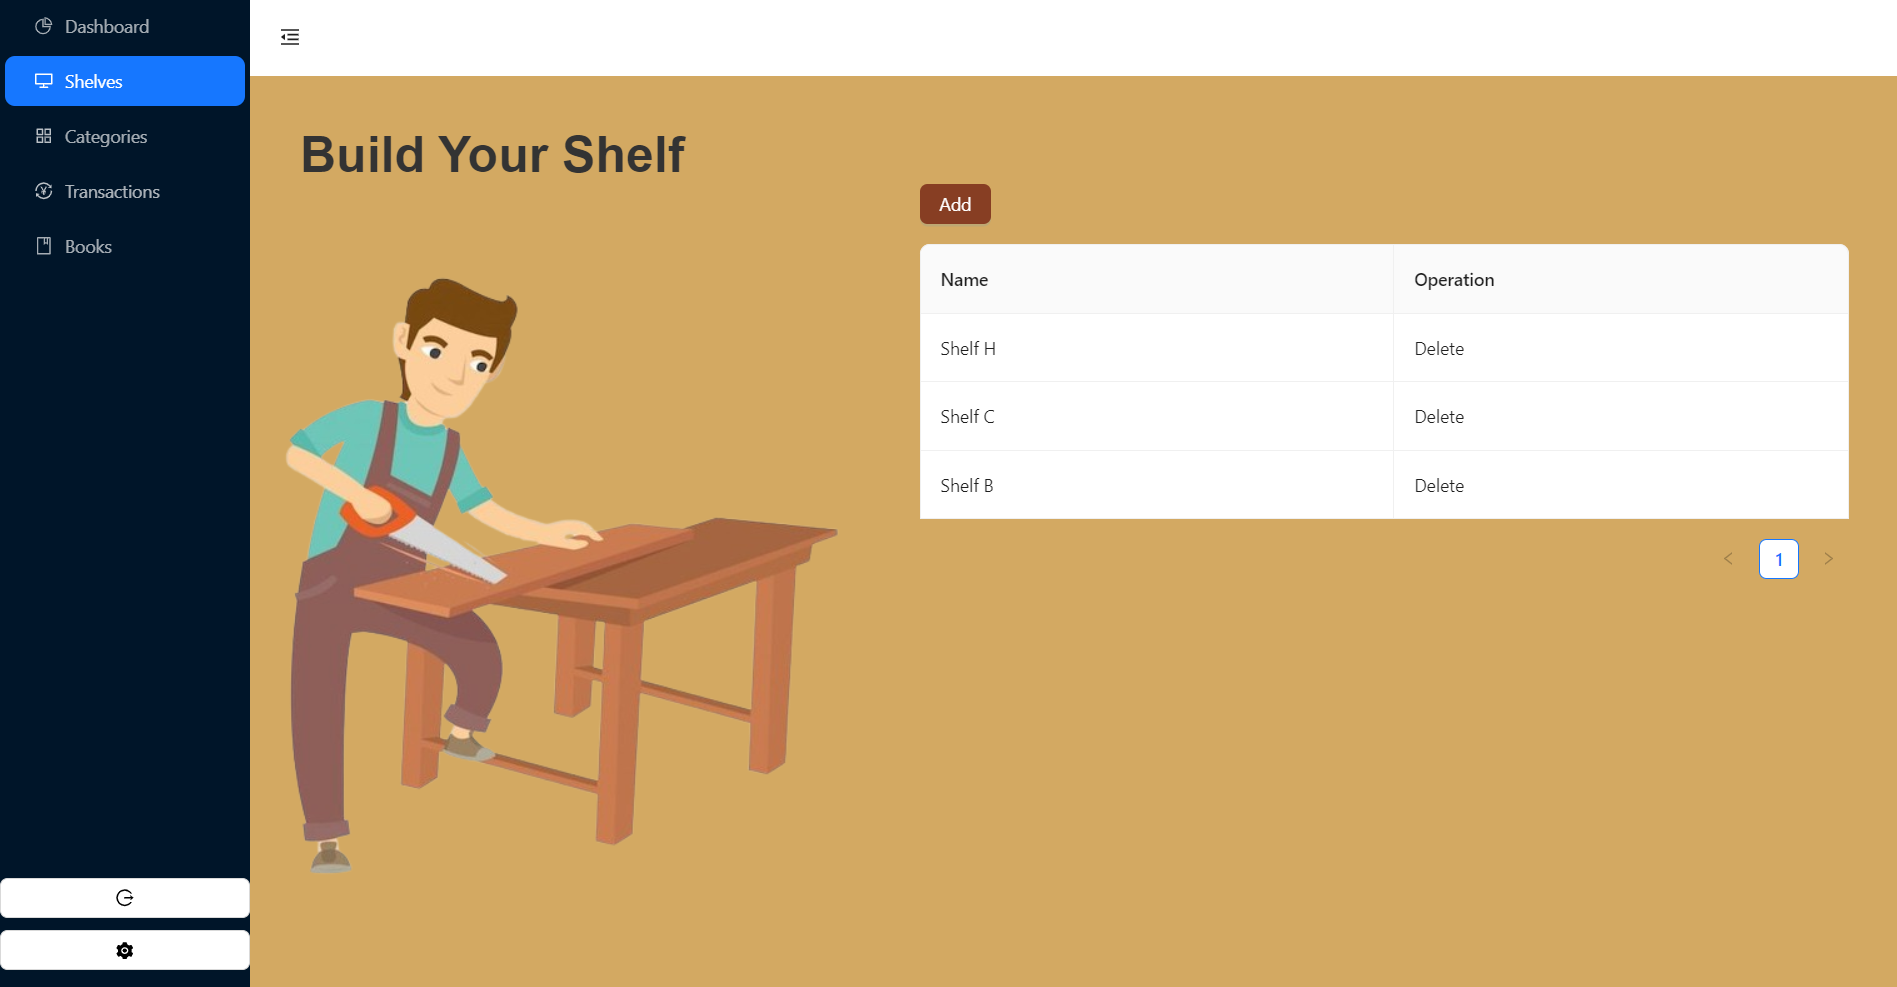 Dashboard
Shelves
Categories
Transactions
Books
Build Your Shelf
Add
Name Operation
Shelf H Delete
Shelf C Delete
Shelf B Delete
1